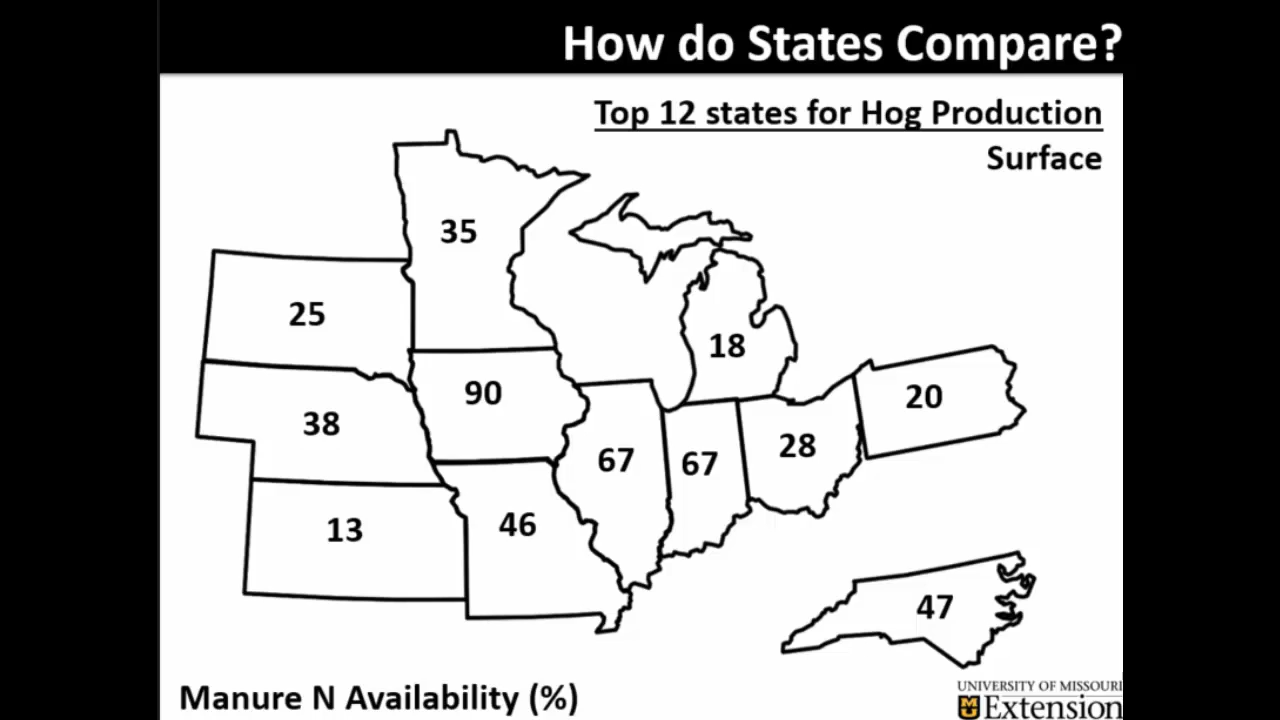 How do States Compare?
Top 12 states for Hog Production
Surface
35
25
18
90
20
38
28
67
67
13
46
47
Manure N Availability (%)
UNIVERSITY OF MISSOURI
MU Extension